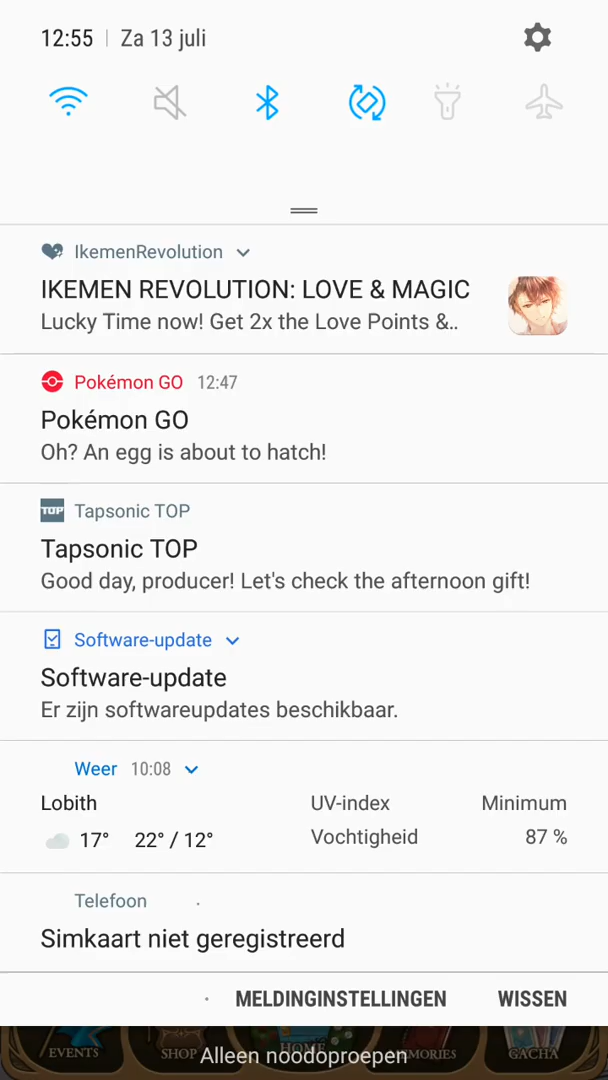 12:55 | Za 13 juli
IkemenRevolution
IKEMEN REVOLUTION: LOVE & MAGIC
Lucky Time now! Get 2x the Love Points &..
Pokémon GO 12:47
Pokémon GO
Oh? An egg is about to hatch!
TOP Tapsonic TOP
Tapsonic TOP
Good day, producer! Let's check the afternoon gift!
Software-update
Software-update
Er zijn softwareupdates beschikbaar.
Weer 10:08
Lobith UV-index Minimum
17° 22° / 12° Vochtigheid 87 %
Telefoon
Simkaart niet geregistreerd
MELDINGINSTELLINGEN WISSEN
EVENTS SHOP HOME MEMORIES GACHA
Alleen noodoproepen